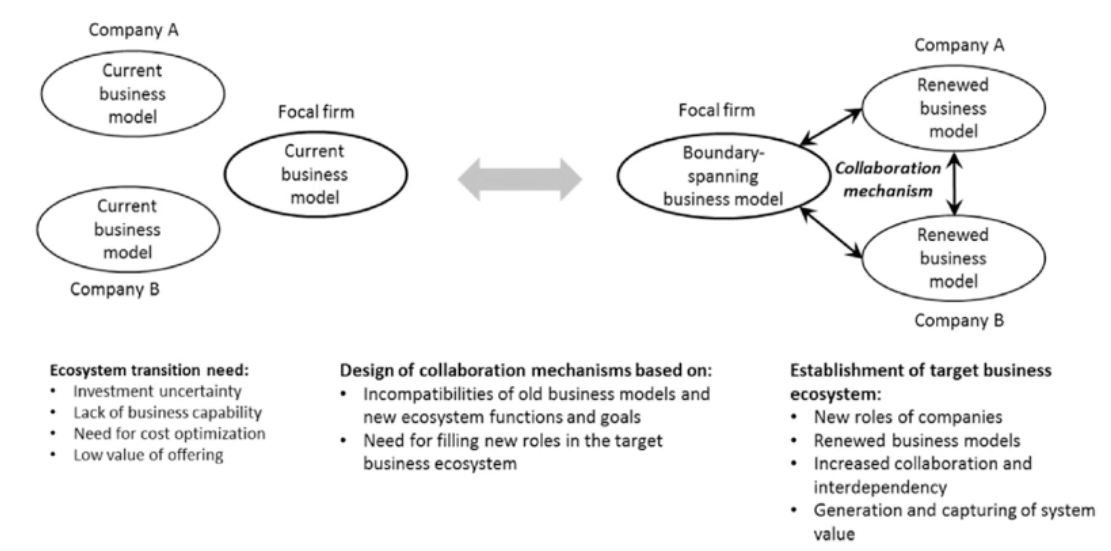 Company A
Current
business
model
Focal firm
Current
business
model
Current
business
model
Company B
Company A
Renewed
business
model
Focal firm
Boundary-
spanning
business model
Collaboration
mechanism
Renewed
business
model
Company B
Ecosystem transition need:
• Investment uncertainty
• Lack of business capability
• Need for cost optimization
• Low value of offering
Design of collaboration mechanisms based on:
• Incompatibilities of old business models and
new ecosystem functions and goals
• Need for filling new roles in the target
business ecosystem
Establishment of target business
ecosystem:
• New roles of companies
• Renewed business models
• Increased collaboration and
interdependency
• Generation and capturing of system
value